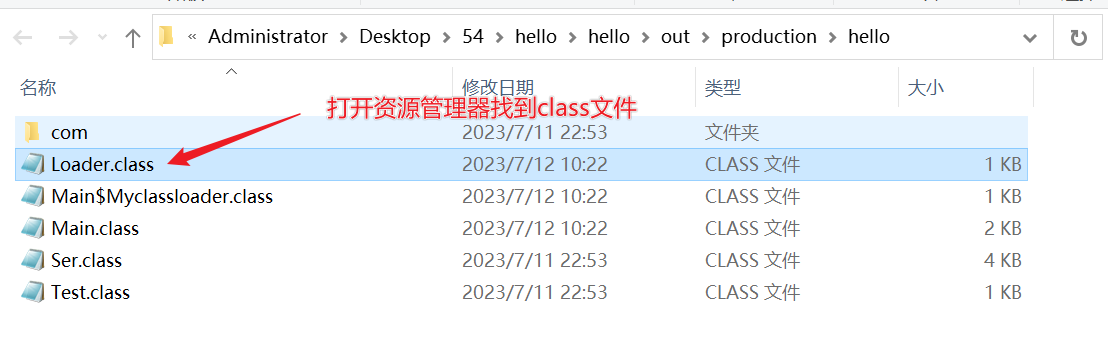 « Administrator > Desktop > 54 > hello > hello > out > production > hello
名称 修改日期 类型 大小
打开资源管理器找到class文件
com 2023/7/11 22:53 文件夹
Loader.class 2023/7/12 10:22 CLASS 文件 1 KB
Main$Myclassloader.class 2023/7/12 10:22 CLASS 文件 1 KB
Main.class 2023/7/12 10:22 CLASS 文件 2 KB
Ser.class 2023/7/11 22:53 CLASS 文件 4 KB
Test.class 2023/7/11 22:53 CLASS 文件 1 KB